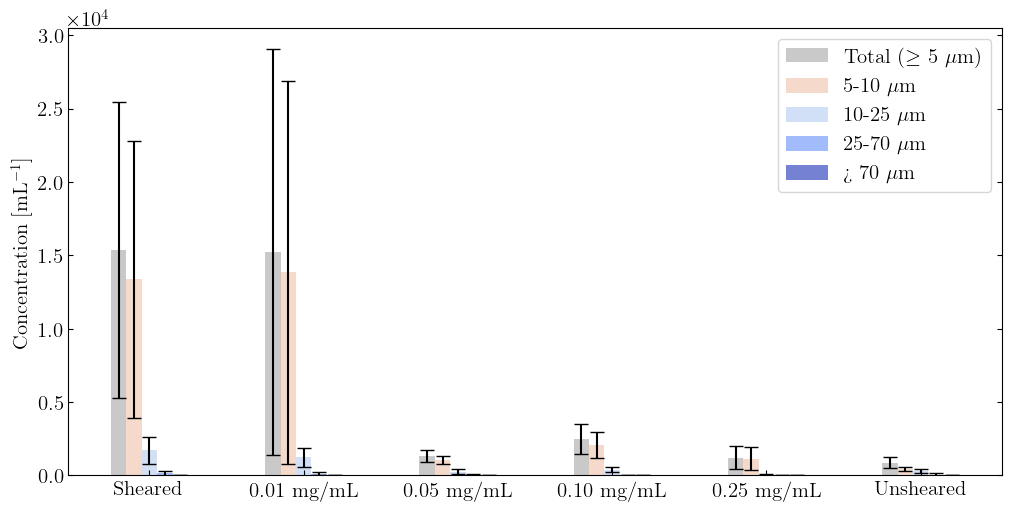 ×10⁴
3.0
2.5
2.0
1.5
1.0
0.5
0.0
Concentration [mL⁻¹]
Total (≥ 5 μm)
5-10 μm
10-25 μm
25-70 μm
¿ 70 μm
Sheared
0.01 mg/mL
0.05 mg/mL
0.10 mg/mL
0.25 mg/mL
Unsheared